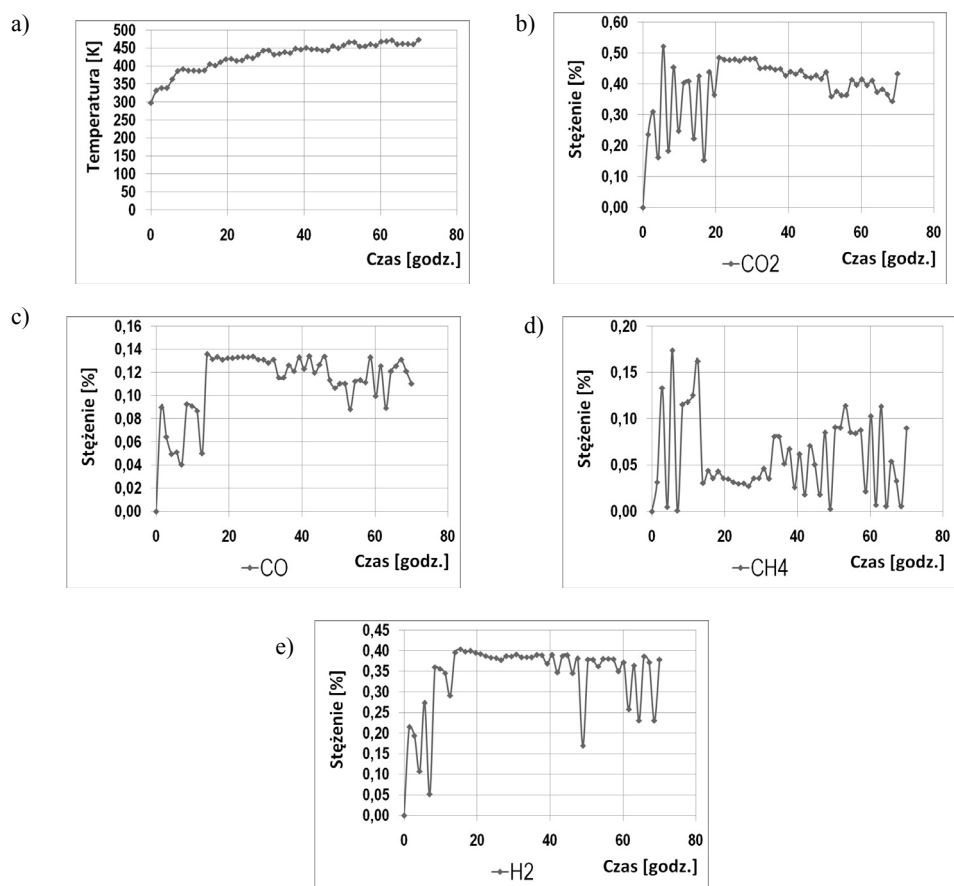 a)
500
450
400
350
300
250
200
150
100
50
0
Temperatura [K]
0 20 40 60 80
Czas [godz.]
b)
0,60
0,50
0,40
0,30
0,20
0,10
0,00
Stężenie [%]
0 20 40 60 80
CO2
Czas [godz.]
c)
0,16
0,14
0,12
0,10
0,08
0,06
0,04
0,02
0,00
Stężenie [%]
0 20 40 60 80
CO
Czas [godz.]
d)
0,20
0,15
0,10
0,05
0,00
Stężenie [%]
0 20 40 60 80
CH4
Czas [godz.]
e)
0,45
0,40
0,35
0,30
0,25
0,20
0,15
0,10
0,05
0,00
Stężenie [%]
0 20 40 60 80
H2
Czas [godz.]